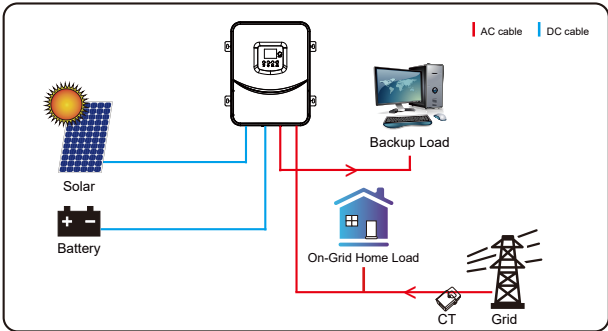 AC cable
DC cable
Backup Load
Solar
Battery
On-Grid Home Load
CT
Grid